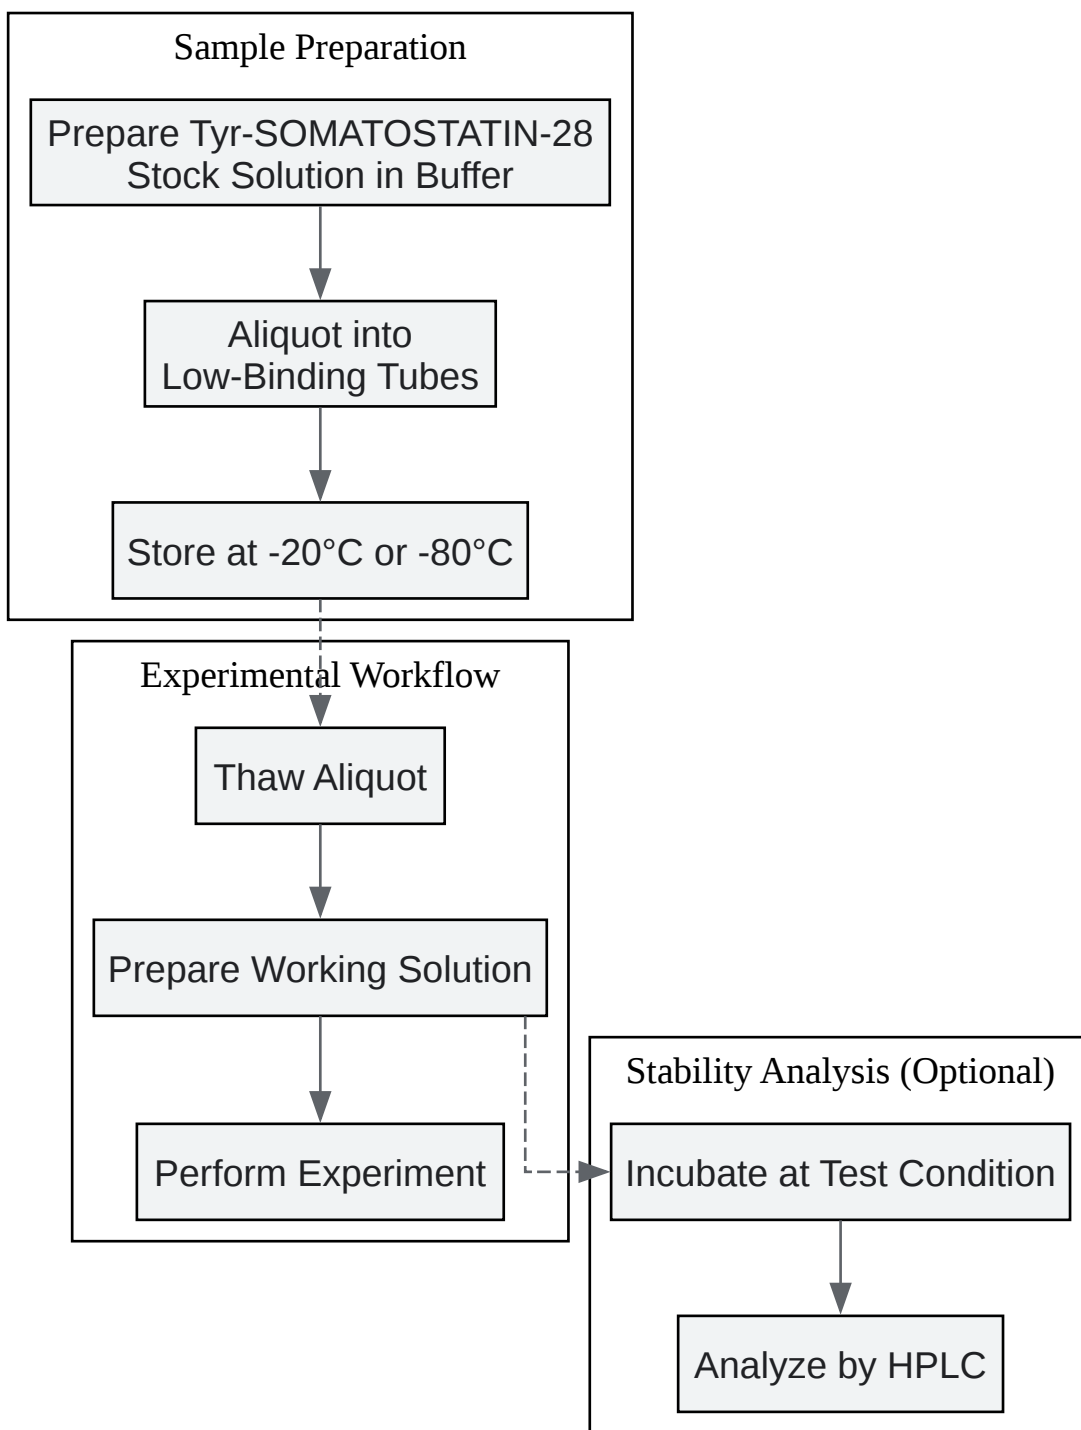 Sample Preparation
Prepare Tyr-SOMATOSTATIN-28
Stock Solution in Buffer
Aliquot into
Low-Binding Tubes
Store at -20°C or -80°C
Experimental Workflow
Thaw Aliquot
Prepare Working Solution
Perform Experiment
Stability Analysis (Optional)
Incubate at Test Condition
Analyze by HPLC